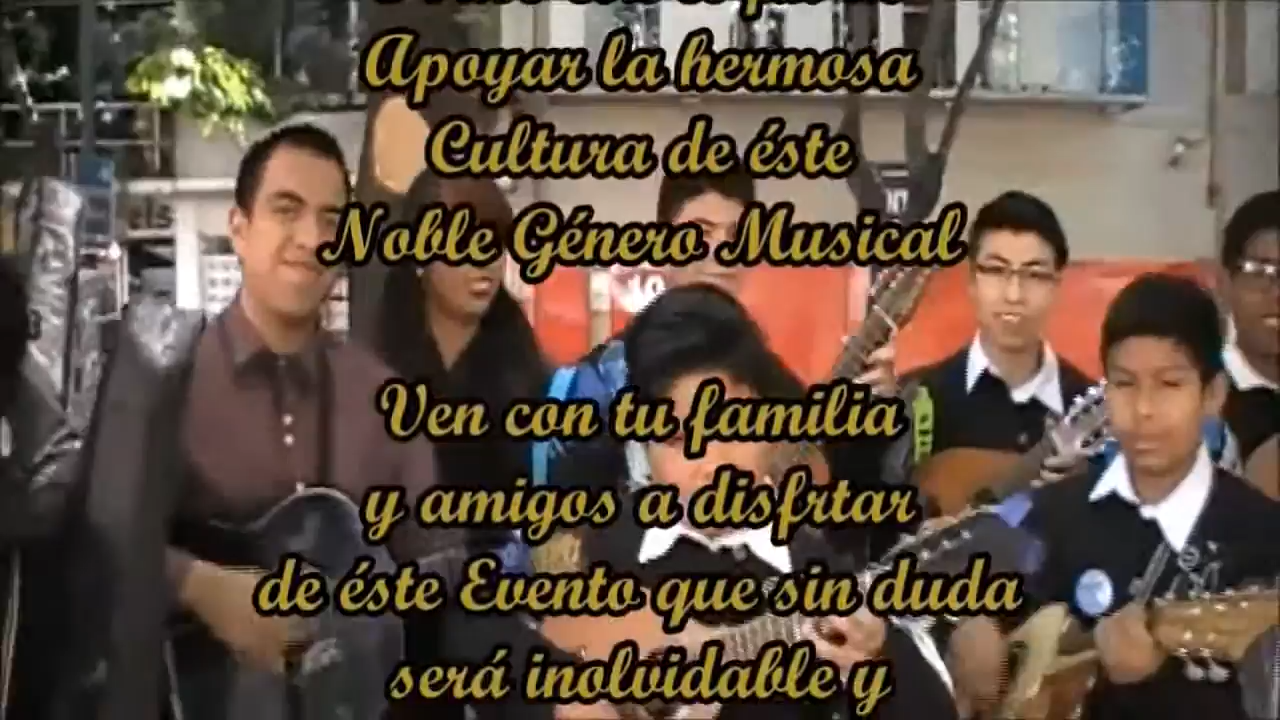 Apoyar la hermosa
Cultura de éste
Noble Género Musical
Ven con tu familia
y amigos a disfrtar
de éste Evento que sin duda
será inolvidable y